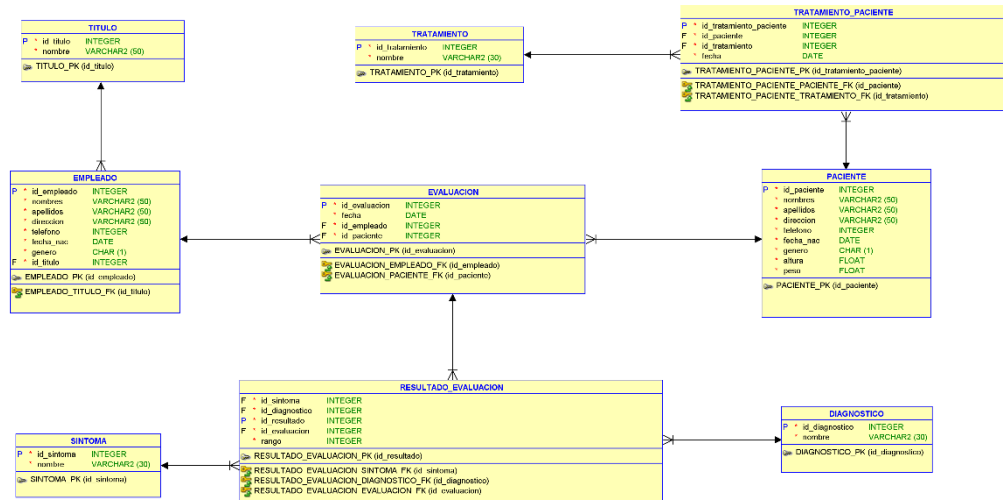 TITULO
P * id_titulo INTEGER
* nombre VARCHAR2 (50)
TITULO_PK (id_titulo)
TRATAMIENTO
P * id_tratamiento INTEGER
* nombre VARCHAR2 (30)
TRATAMIENTO_PK (id_tratamiento)
TRATAMIENTO_PACIENTE
P * id_tratamiento_paciente INTEGER
F * id_paciente INTEGER
F * id_tratamiento INTEGER
* fecha DATE
TRATAMIENTO_PACIENTE_PK (id_tratamiento_paciente)
TRATAMIENTO_PACIENTE_PACIENTE_FK (id_paciente)
TRATAMIENTO_PACIENTE_TRATAMIENTO_FK (id_tratamiento)
EMPLEADO
P * id_empleado INTEGER
* nombres VARCHAR2 (50)
* apellidos VARCHAR2 (50)
* direccion VARCHAR2 (50)
* telefono INTEGER
* fecha_nac DATE
* genero CHAR (1)
F * id_titulo INTEGER
EMPLEADO_PK (id_empleado)
EMPLEADO_TITULO_FK (id_titulo)
EVALUACION
P * id_evaluacion INTEGER
* fecha DATE
F * id_empleado INTEGER
F * id_paciente INTEGER
EVALUACION_PK (id_evaluacion)
EVALUACION_EMPLEADO_FK (id_empleado)
EVALUACION_PACIENTE_FK (id_paciente)
PACIENTE
P * id_paciente INTEGER
* nombres VARCHAR2 (50)
* apellidos VARCHAR2 (50)
* direccion VARCHAR2 (50)
* telefono INTEGER
* fecha_nac DATE
* genero CHAR (1)
* altura FLOAT
* peso FLOAT
PACIENTE_PK (id_paciente)
RESULTADO_EVALUACION
F * id_sintoma INTEGER
F * id_diagnostico INTEGER
P * id_resultado INTEGER
F * id_evaluacion INTEGER
* rango INTEGER
RESULTADO_EVALUACION_PK (id_resultado)
RESULTADO_EVALUACION_SINTOMA_FK (id_sintoma)
RESULTADO_EVALUACION_DIAGNOSTICO_FK (id_diagnostico)
RESULTADO_EVALUACION_EVALUACION_FK (id_evaluacion)
SINTOMA
P * id_sintoma INTEGER
* nombre VARCHAR2 (30)
SINTOMA_PK (id_sintoma)
DIAGNOSTICO
P * id_diagnostico INTEGER
* nombre VARCHAR2 (30)
DIAGNOSTICO_PK (id_diagnostico)